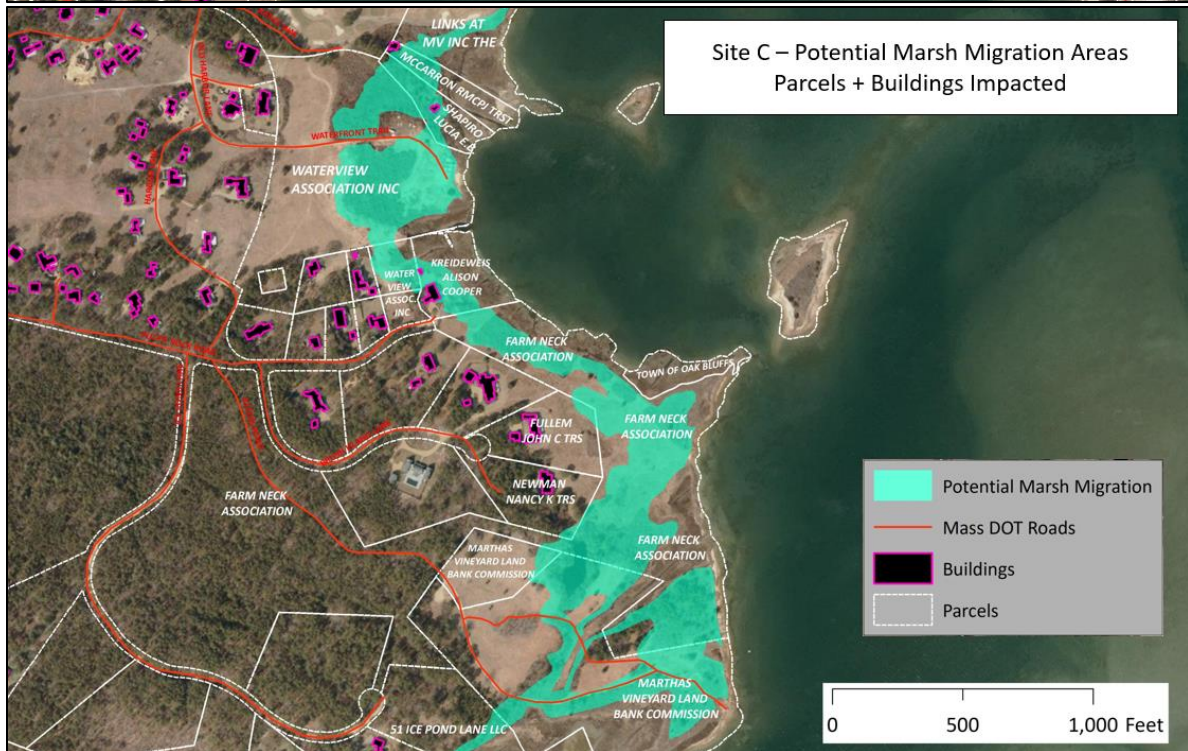 Site C – Potential Marsh Migration Areas
Parcels + Buildings Impacted
LINKS AT
MV INC THE
MCCARRON RMCPJ TRST
SHAPIRO
LUCIA E.B.
WATERFRONT TRAIL
WATERVIEW
ASSOCIATION INC
KREIDEWEIS
ALISON
COOPER
WATER
VIEW
ASSOC.
INC
FARM NECK
ASSOCIATION
TOWN OF OAK BLUFFS
FARM NECK
ASSOCIATION
FULLEM
JOHN C TRS
NEWMAN
NANCY K TRS
FARM NECK
ASSOCIATION
FARM NECK
ASSOCIATION
MARTHAS
VINEYARD LAND
BANK COMMISSION
MARTHAS
VINEYARD LAND
BANK COMMISSION
51 ICE POND LANE LLC
Potential Marsh Migration
Mass DOT Roads
Buildings
Parcels
0 500 1,000 Feet